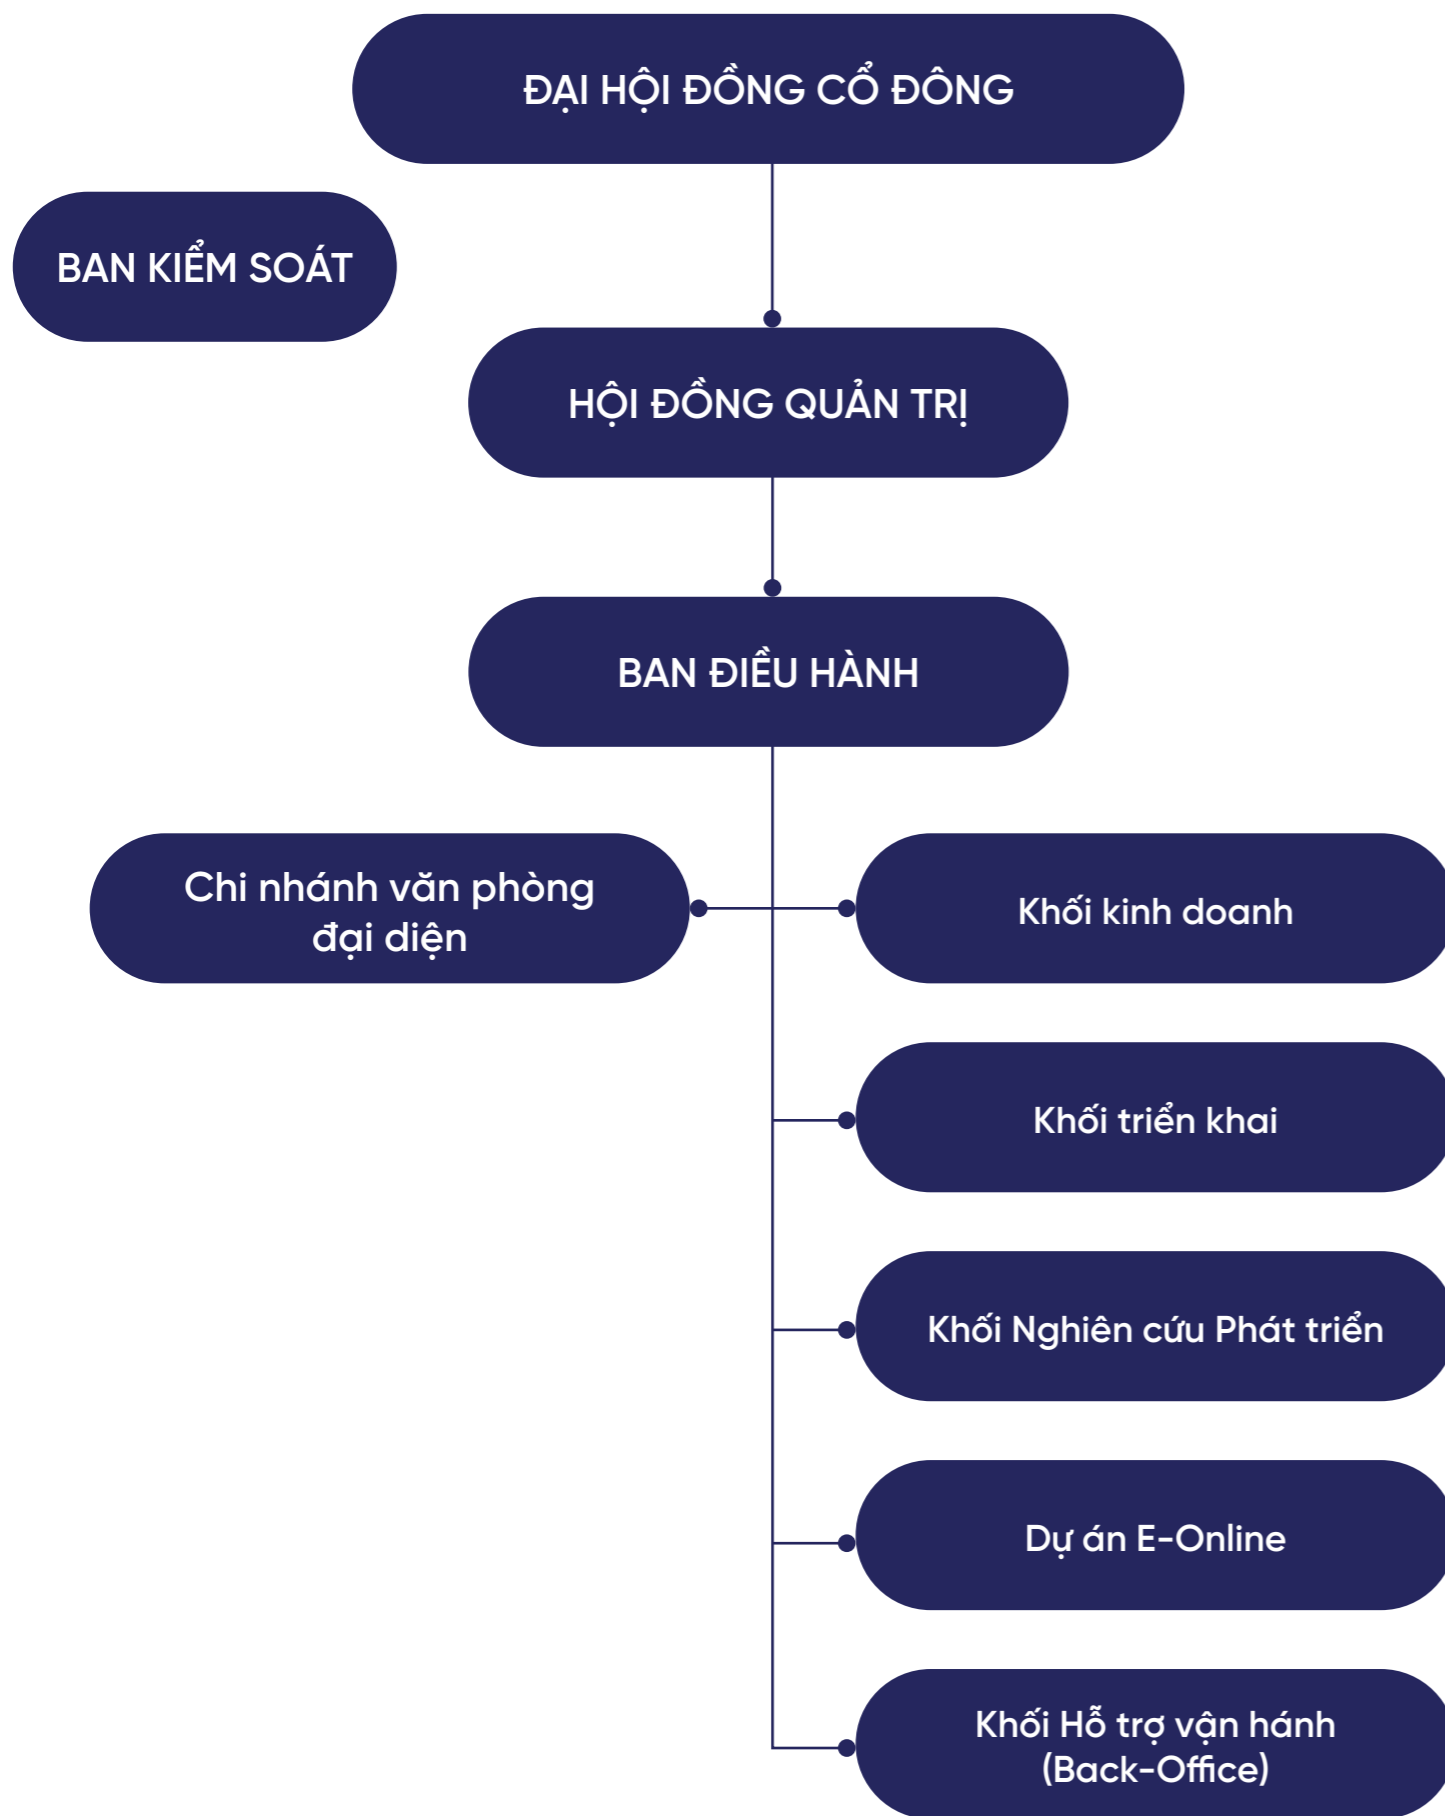 ĐẠI HỘI ĐỒNG CỔ ĐÔNG
BAN KIỂM SOÁT
HỘI ĐỒNG QUẢN TRỊ
BAN ĐIỀU HÀNH
Chi nhánh văn phòng
đại diện
Khối kinh doanh
Khối triển khai
Khối Nghiên cứu Phát triển
Dự án E-Online
Khối Hỗ trợ vận hánh
(Back-Office)